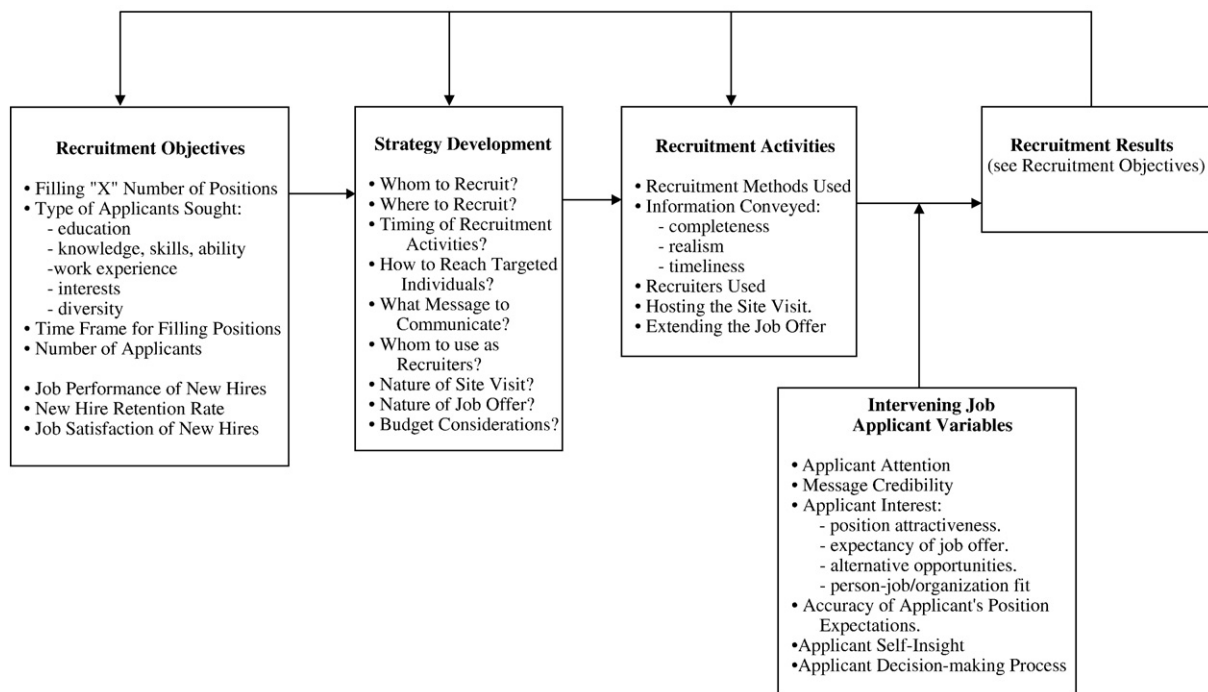 Recruitment Objectives
• Filling "X" Number of Positions
• Type of Applicants Sought:
- education
- knowledge, skills, ability
-work experience
- interests
- diversity
• Time Frame for Filling Positions
• Number of Applicants
• Job Performance of New Hires
• New Hire Retention Rate
• Job Satisfaction of New Hires
Strategy Development
• Whom to Recruit?
• Where to Recruit?
• Timing of Recruitment
Activities?
• How to Reach Targeted
Individuals?
• What Message to
Communicate?
• Whom to use as
Recruiters?
• Nature of Site Visit?
• Nature of Job Offer?
• Budget Considerations?
Recruitment Activities
• Recruitment Methods Used
• Information Conveyed:
- completeness
- realism
- timeliness
• Recruiters Used
• Hosting the Site Visit.
• Extending the Job Offer
Recruitment Results
(see Recruitment Objectives)
Intervening Job
Applicant Variables
• Applicant Attention
• Message Credibility
• Applicant Interest:
- position attractiveness.
- expectancy of job offer.
- alternative opportunities.
- person-job/organization fit
• Accuracy of Applicant's Position
Expectations.
•Applicant Self-Insight
•Applicant Decision-making Process